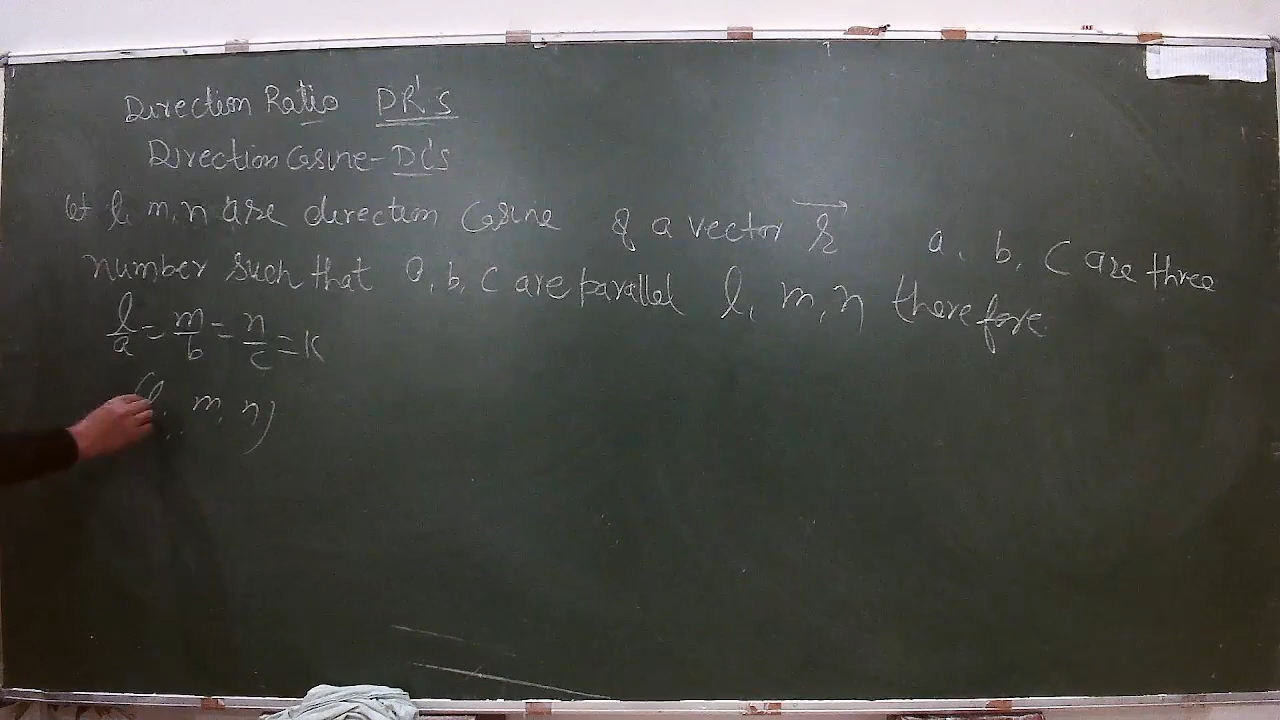 Direction Ratio DR's
Direction Cosine - DC's
let l, m, n are direction Cosine of a vector r⃗ a, b, c are three
number such that a, b, c are parallel l, m, n therefore
l/a = m/b = n/c = k
(l, m, n)